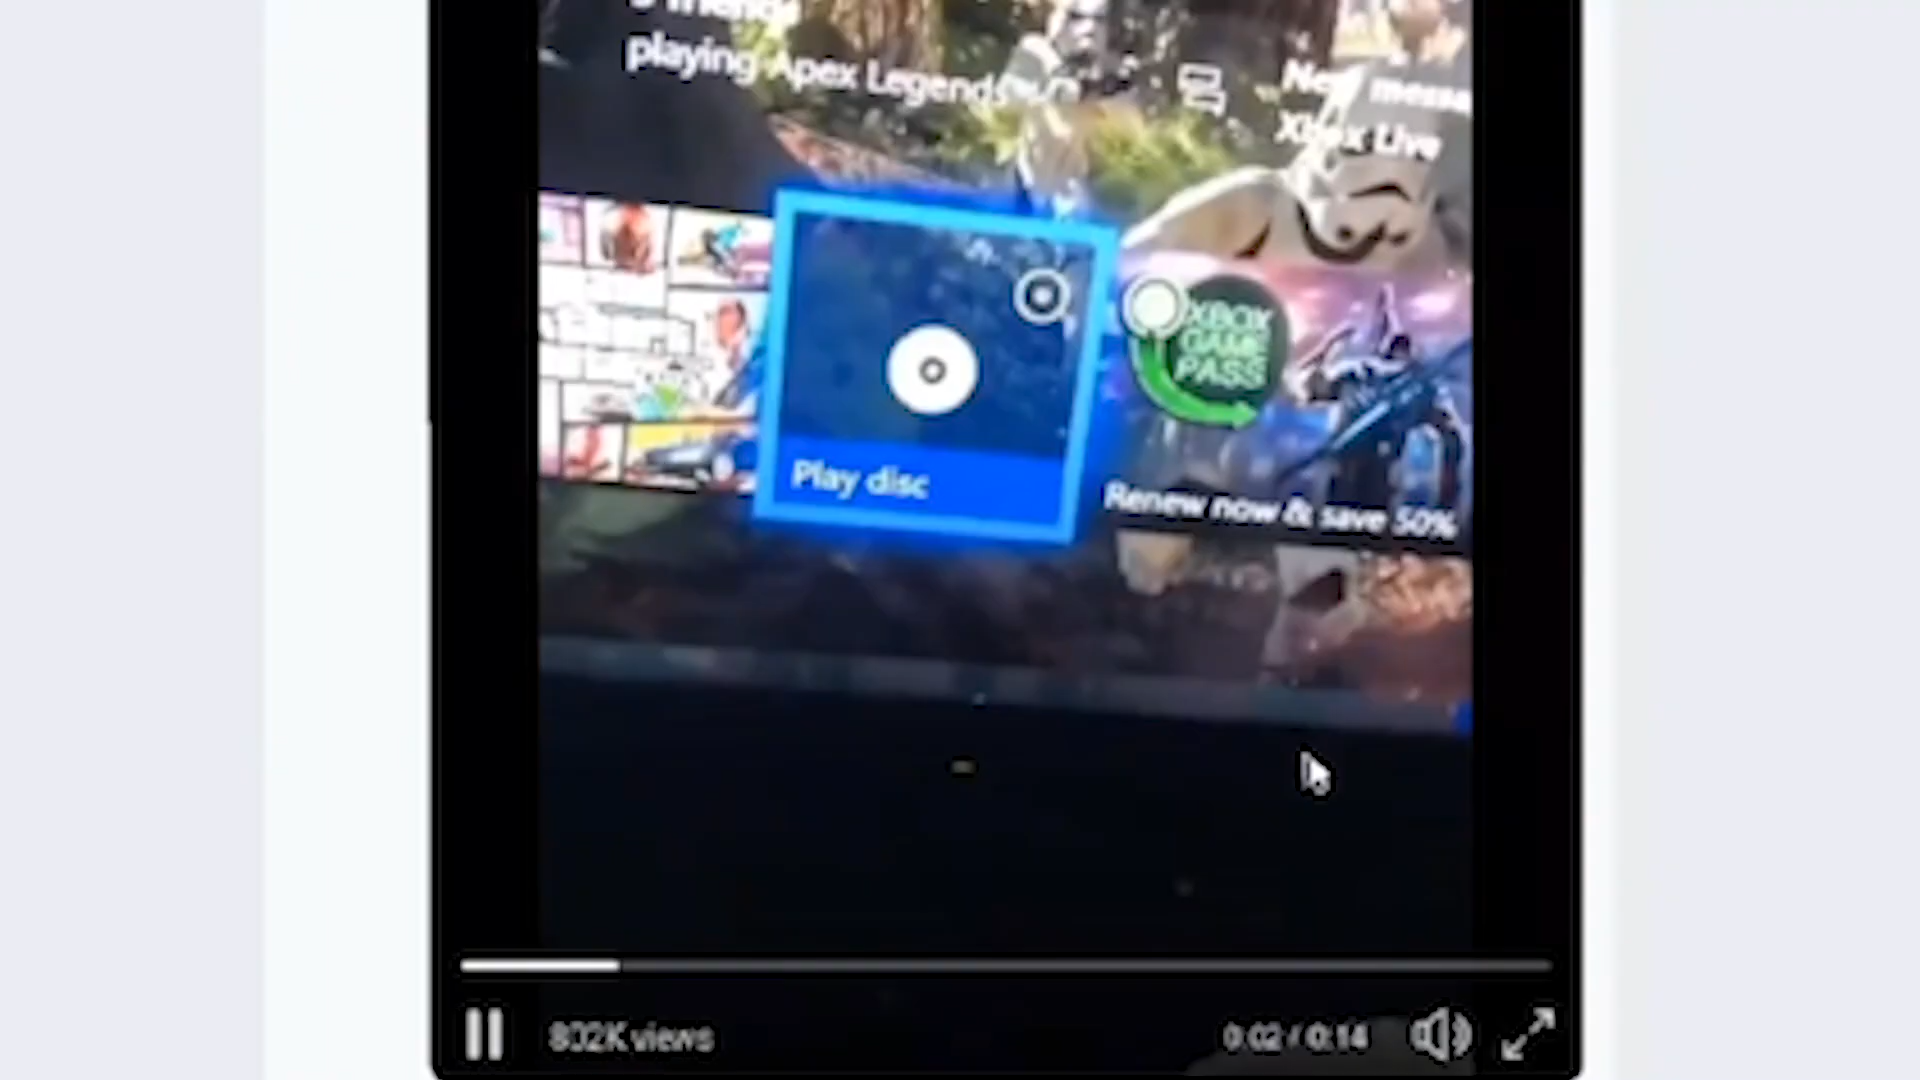 playing Apex Legends
Xbox Live
XBOX
GAME
PASS
Play disc
Renew now & save 50%
views
0:02 / 0:14